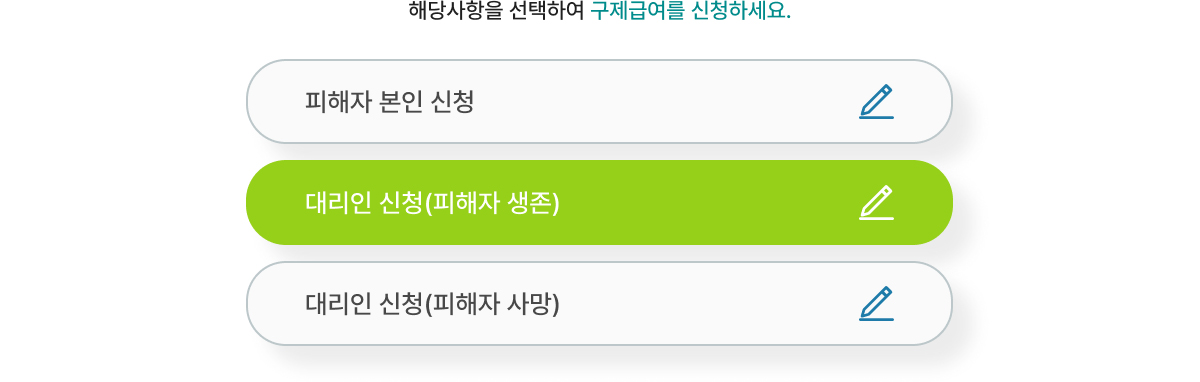 해당사항을 선택하여 구제급여를 신청하세요.
피해자 본인 신청
대리인 신청(피해자 생존)
대리인 신청(피해자 사망)